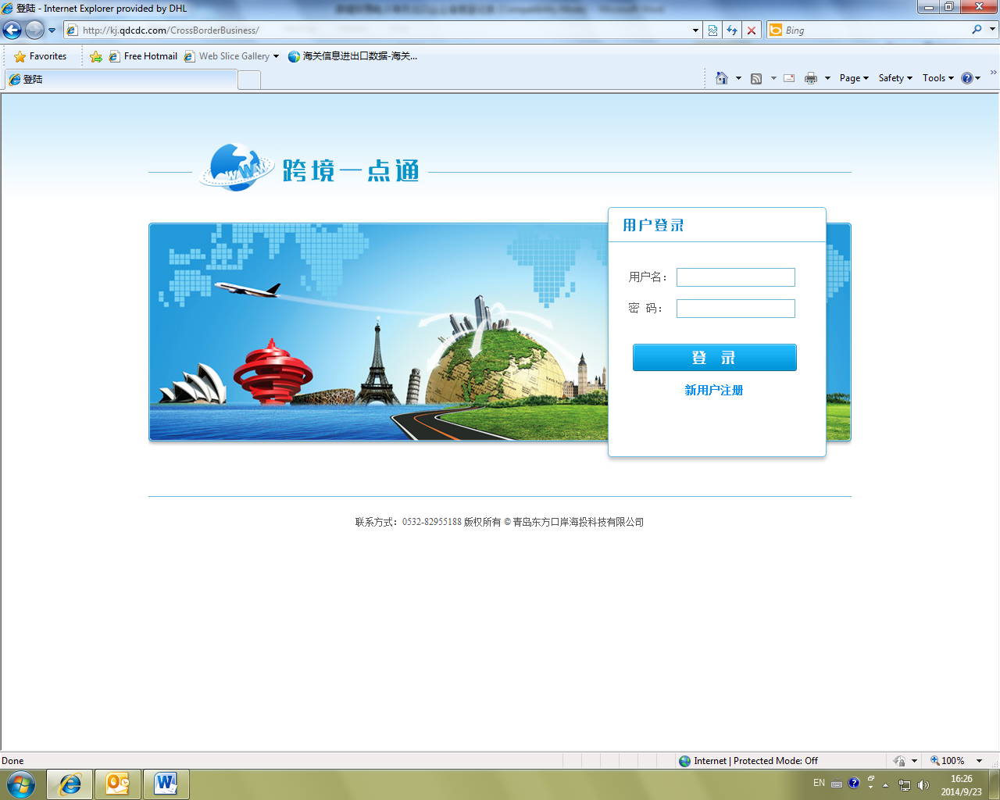 登陆 - Internet Explorer provided by DHL
http://kj.qdcdc.com/CrossBorderBusiness/
Bing
Favorites
Free Hotmail
Web Slice Gallery
海关信息进出口数据-海关...
登陆
Page
Safety
Tools
»
WWW
跨境一点通
用户登录
用户名：
密 码：
登 录
新用户注册
联系方式：0532-82955188 版权所有 © 青岛东方口岸海投科技有限公司
Done
Internet | Protected Mode: Off
100%
EN
16:26
2014/9/23